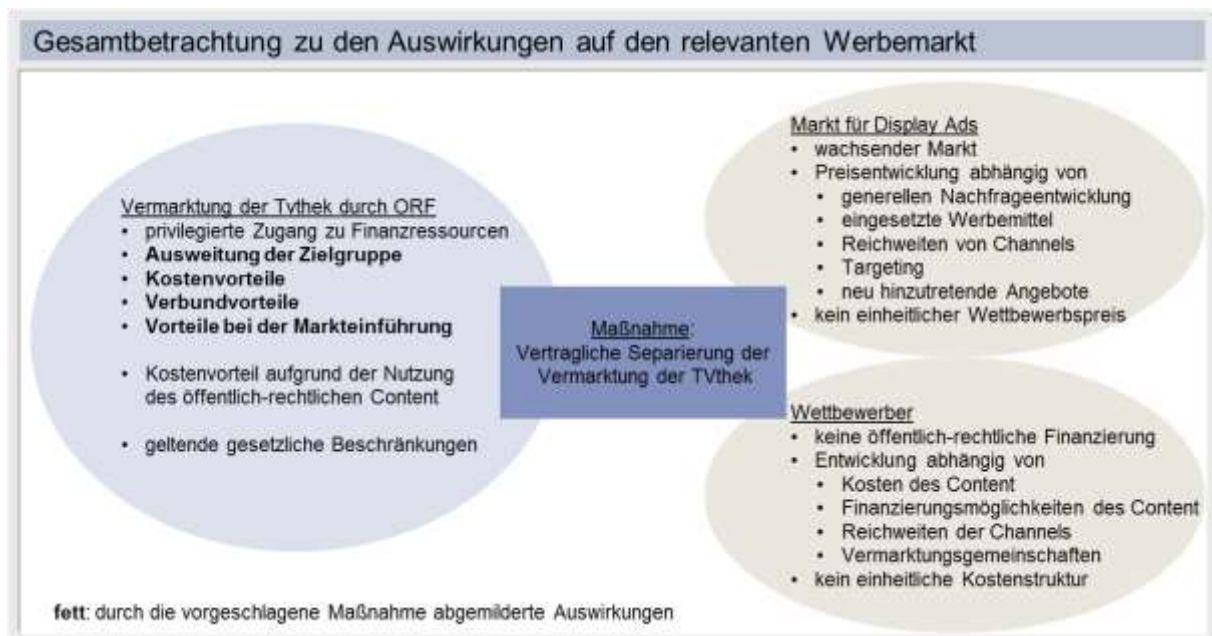 Gesamtbetrachtung zu den Auswirkungen auf den relevanten Werbemarkt
Vermarktung der Tvthek durch ORF
• privilegierte Zugang zu Finanzressourcen
• Ausweitung der Zielgruppe
• Kostenvorteile
• Verbundvorteile
• Vorteile bei der Markteinführung
• Kostenvorteil aufgrund der Nutzung
des öffentlich-rechtlichen Content
• geltende gesetzliche Beschränkungen
Maßnahme:
Vertragliche Separierung der
Vermarktung der TVthek
Markt für Display Ads
• wachsender Markt
• Preisentwicklung abhängig von
• generellen Nachfrageentwicklung
• eingesetzte Werbemittel
• Reichweiten von Channels
• Targeting
• neu hinzutretende Angebote
• kein einheitlicher Wettbewerbspreis
Wettbewerber
• keine öffentlich-rechtliche Finanzierung
• Entwicklung abhängig von
• Kosten des Content
• Finanzierungsmöglichkeiten des Content
• Reichweiten der Channels
• Vermarktungsgemeinschaften
• kein einheitliche Kostenstruktur
fett: durch die vorgeschlagene Maßnahme abgemilderte Auswirkungen